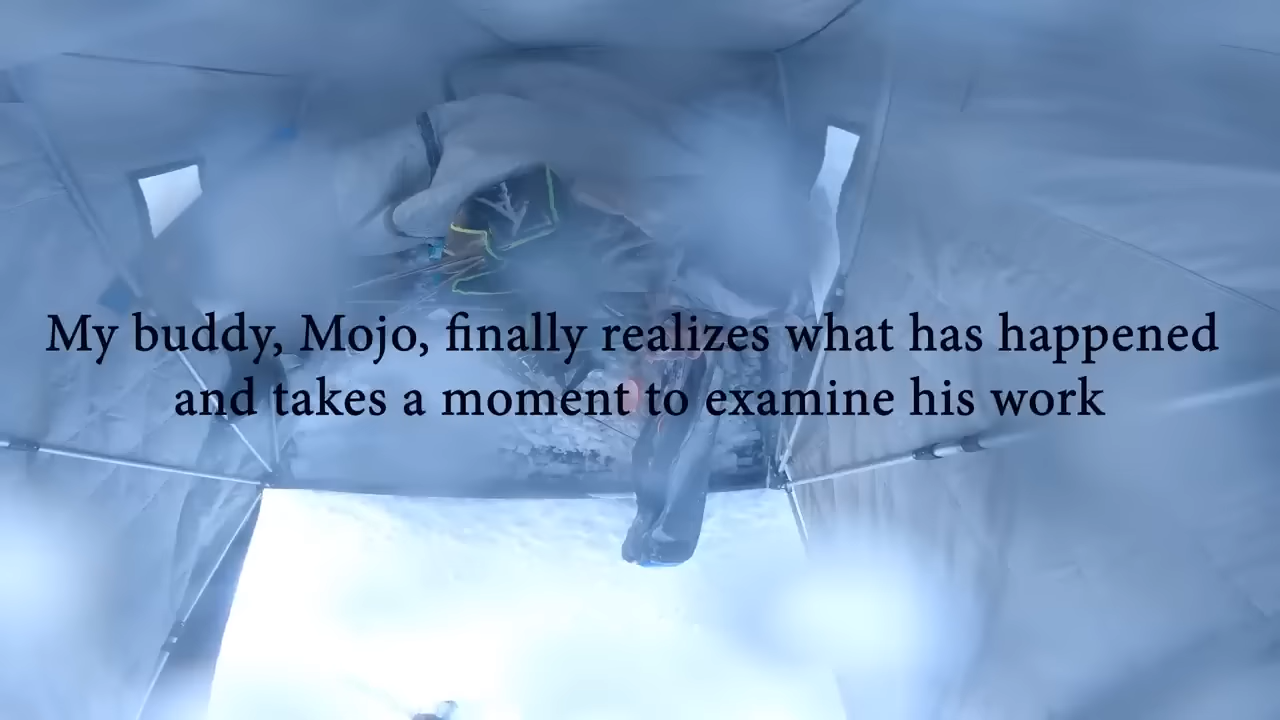 My buddy, Mojo, finally realizes what has happened
and takes a moment to examine his work